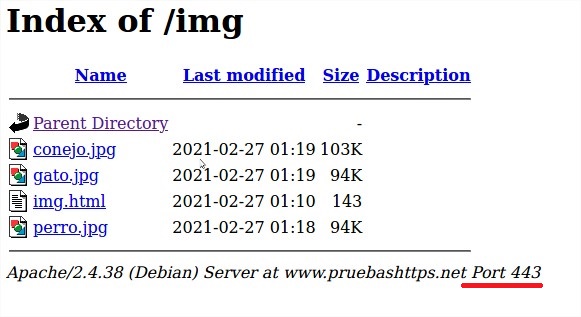 Index of /img
Name Last modified Size Description
Parent Directory -
conejo.jpg 2021-02-27 01:19 103K
gato.jpg 2021-02-27 01:19 94K
img.html 2021-02-27 01:10 143
perro.jpg 2021-02-27 01:18 94K
Apache/2.4.38 (Debian) Server at www.pruebashttps.net Port 443